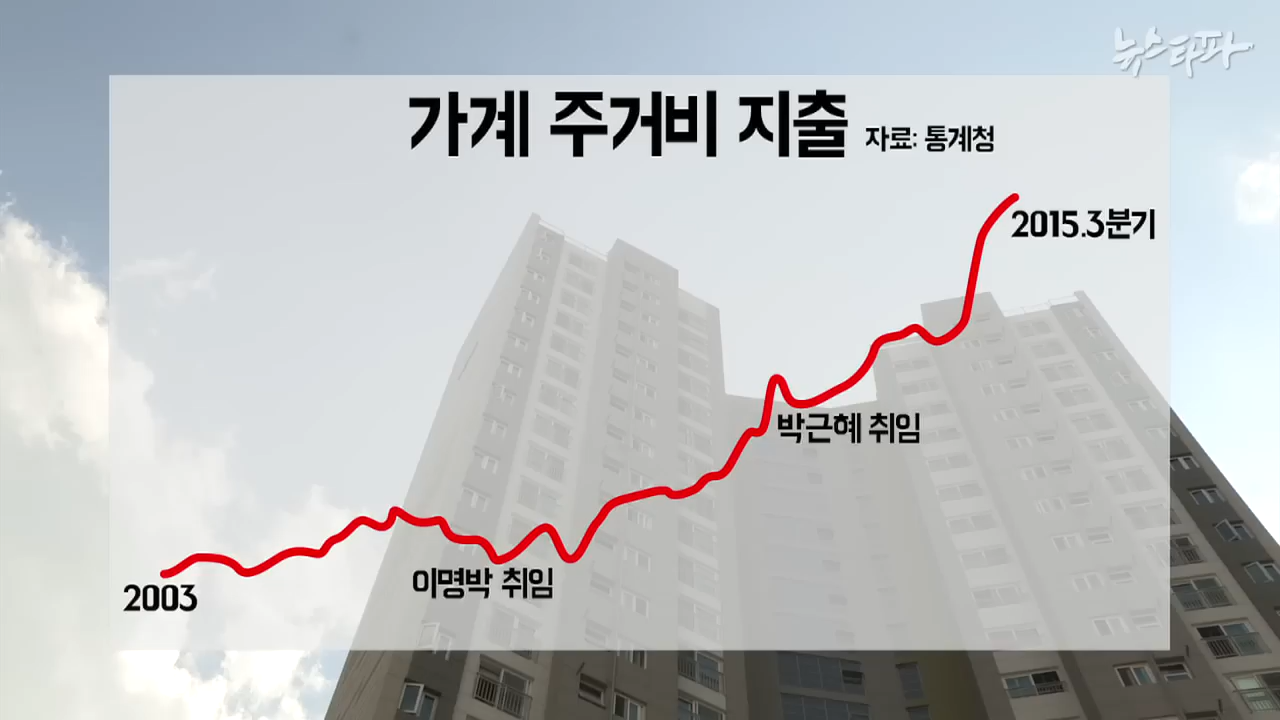 뉴스타파
가계 주거비 지출 자료: 통계청
2015.3분기
박근혜 취임
이명박 취임
2003